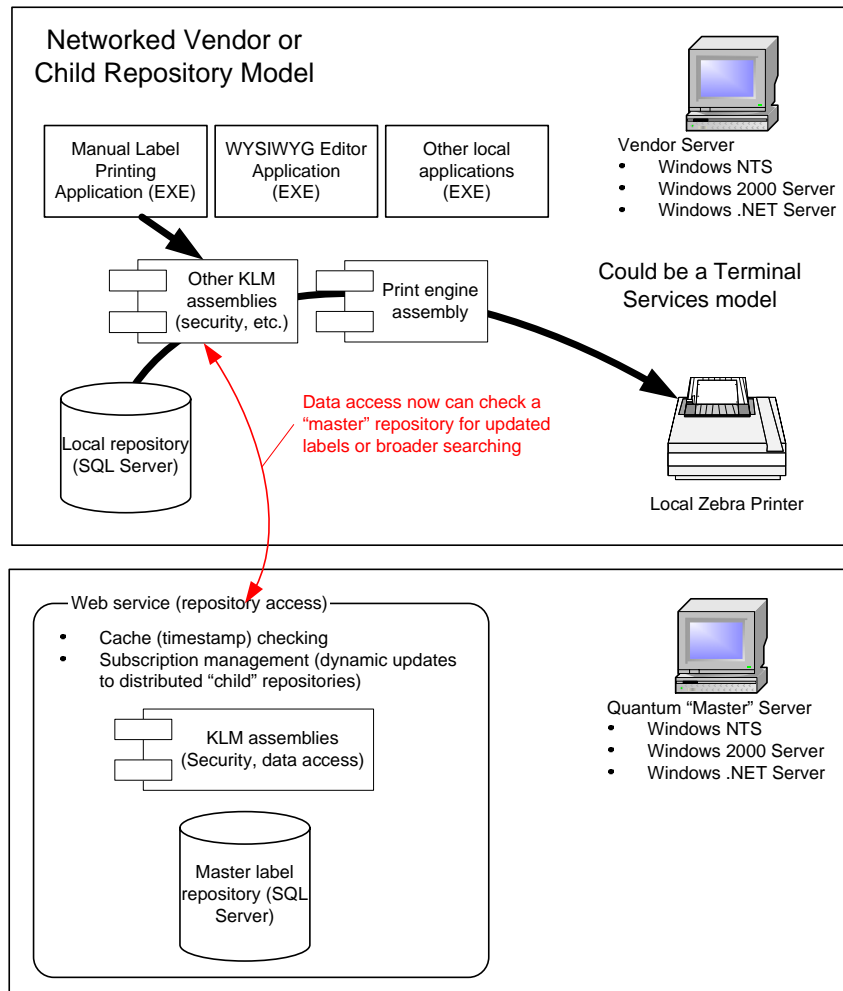 Networked Vendor or
Child Repository Model
Manual Label
Printing
Application (EXE)
WYSIWYG Editor
Application
(EXE)
Other local
applications
(EXE)
Vendor Server
• Windows NTS
• Windows 2000 Server
• Windows .NET Server
Other KLM
assemblies
(security, etc.)
Print engine
assembly
Could be a Terminal
Services model
Local repository
(SQL Server)
Data access now can check a
“master” repository for updated
labels or broader searching
Local Zebra Printer
Web service (repository access)
• Cache (timestamp) checking
• Subscription management (dynamic updates
to distributed “child” repositories)
KLM assemblies
(Security, data access)
Master label
repository (SQL
Server)
Quantum “Master” Server
• Windows NTS
• Windows 2000 Server
• Windows .NET Server